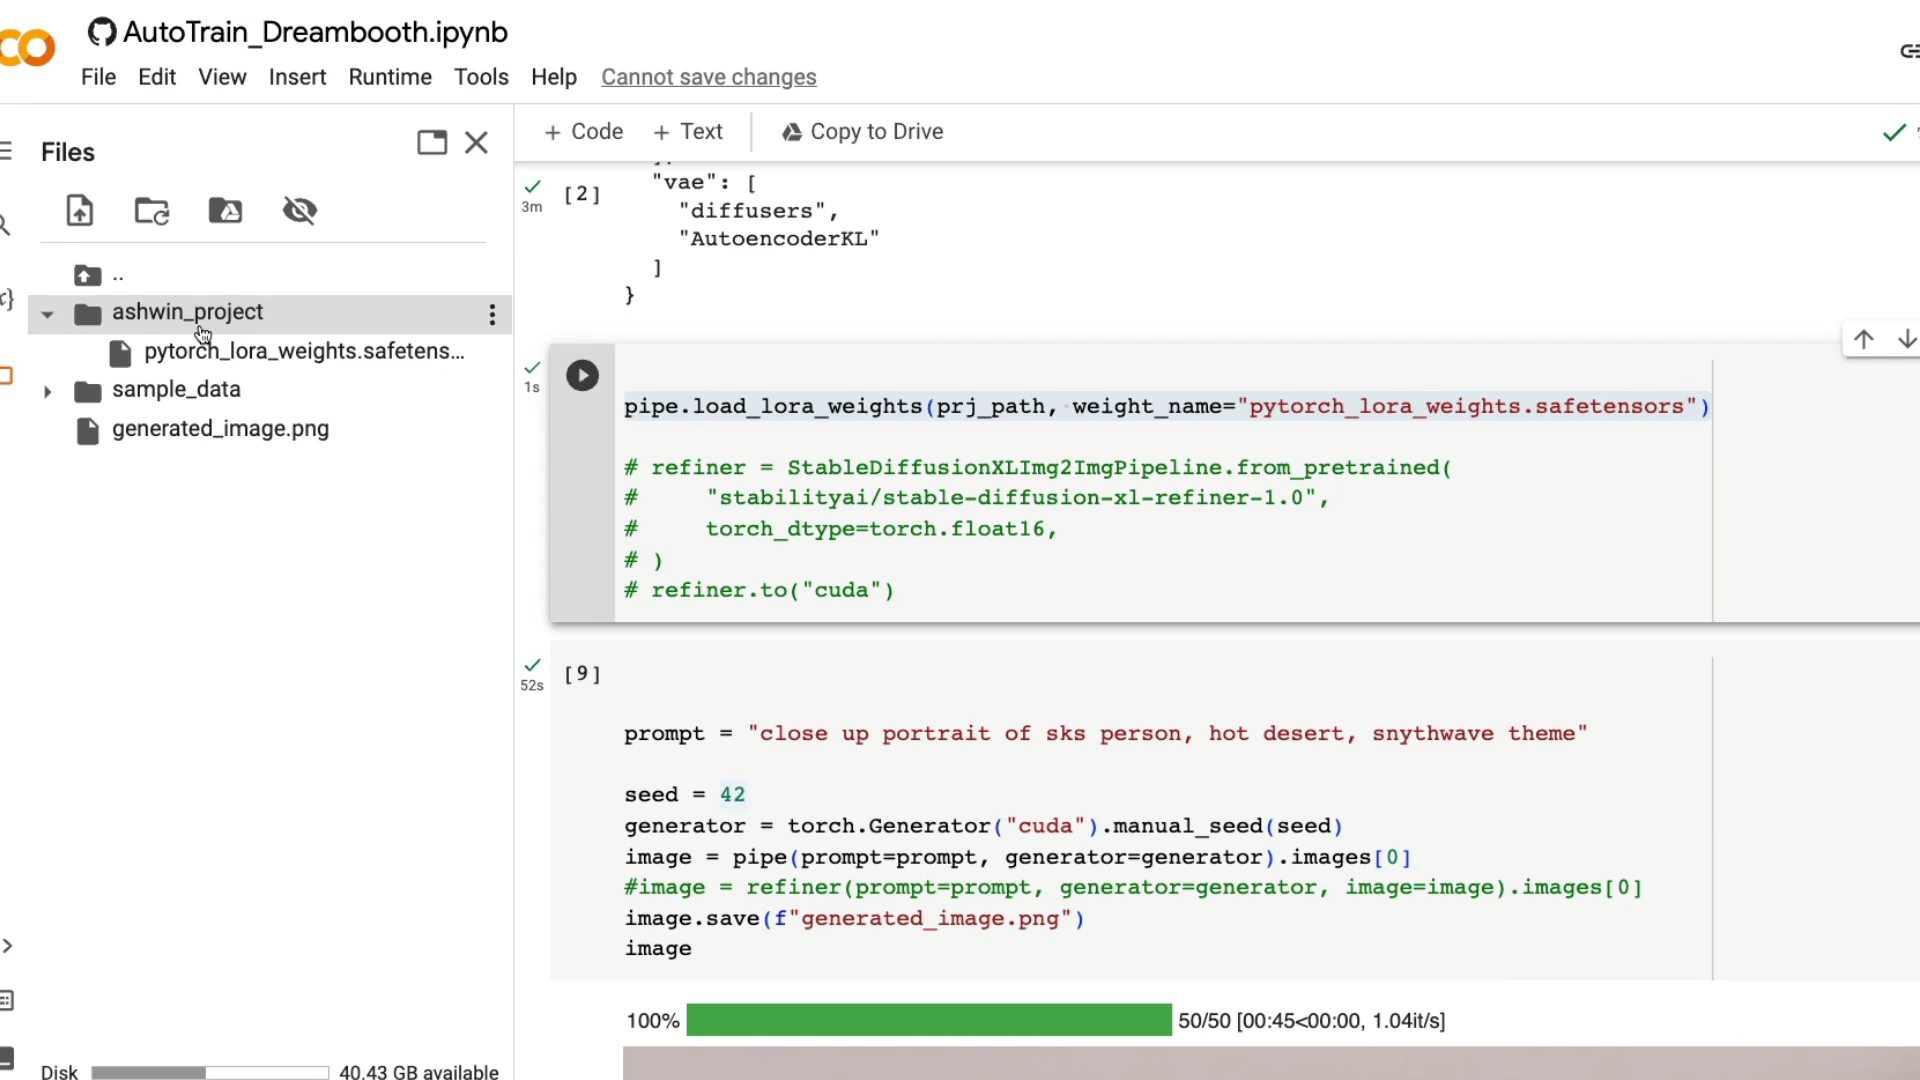 AutoTrain_Dreambooth.ipynb
File Edit View Insert Runtime Tools Help Cannot save changes
Files
+ Code + Text Copy to Drive
..
ashwin_project
pytorch_lora_weights.safetens...
sample_data
generated_image.png
Disk 40.43 GB available
3m [2]
"vae": [
"diffusers",
"AutoencoderKL"
]
}
1s
pipe.load_lora_weights(prj_path, weight_name="pytorch_lora_weights.safetensors")
# refiner = StableDiffusionXLImg2ImgPipeline.from_pretrained(
# "stabilityai/stable-diffusion-xl-refiner-1.0",
# torch_dtype=torch.float16,
# )
# refiner.to("cuda")
52s [9]
prompt = "close up portrait of sks person, hot desert, snythwave theme"
seed = 42
generator = torch.Generator("cuda").manual_seed(seed)
image = pipe(prompt=prompt, generator=generator).images[0]
#image = refiner(prompt=prompt, generator=generator, image=image).images[0]
image.save(f"generated_image.png")
image
100% 50/50 [00:45<00:00, 1.04it/s]